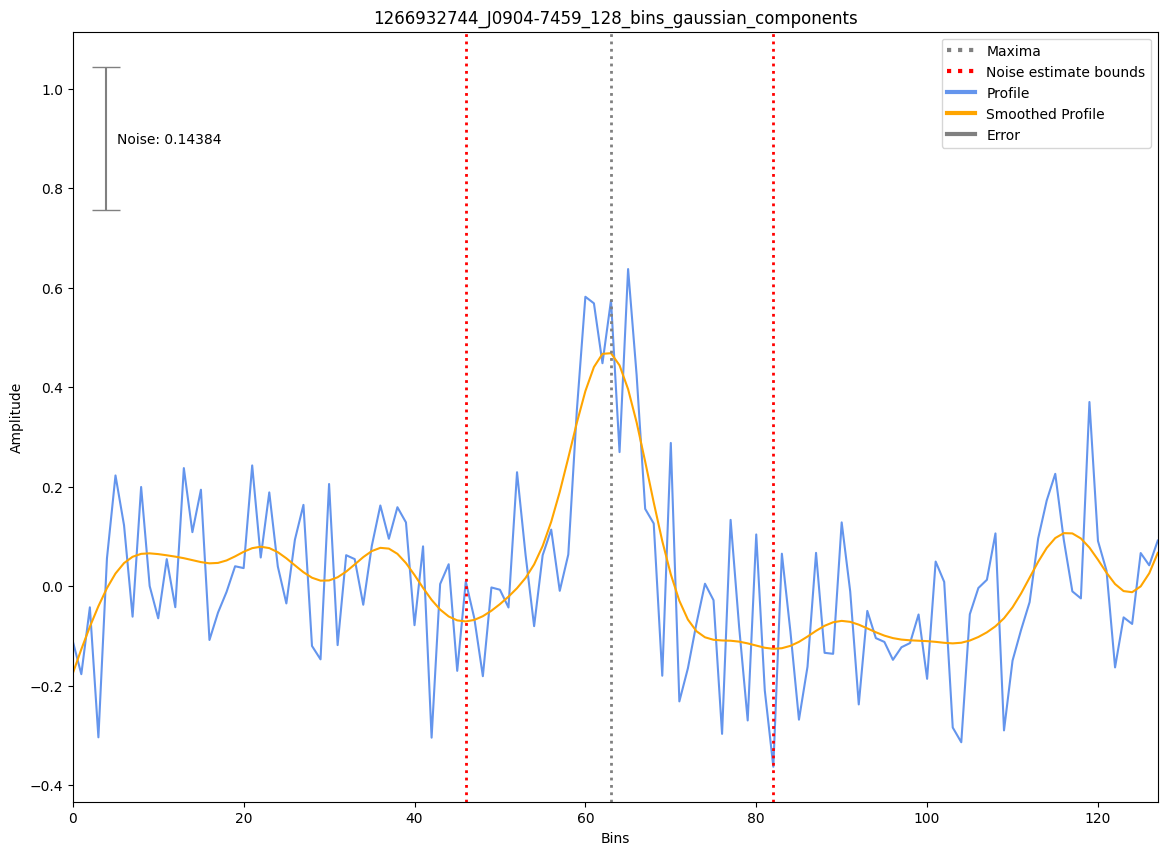 1266932744_J0904-7459_128_bins_gaussian_components
Maxima
Noise estimate bounds
Profile
Smoothed Profile
Error
Noise: 0.14384
Amplitude
1.0
0.8
0.6
0.4
0.2
0.0
−0.2
−0.4
0 20 40 60 80 100 120
Bins